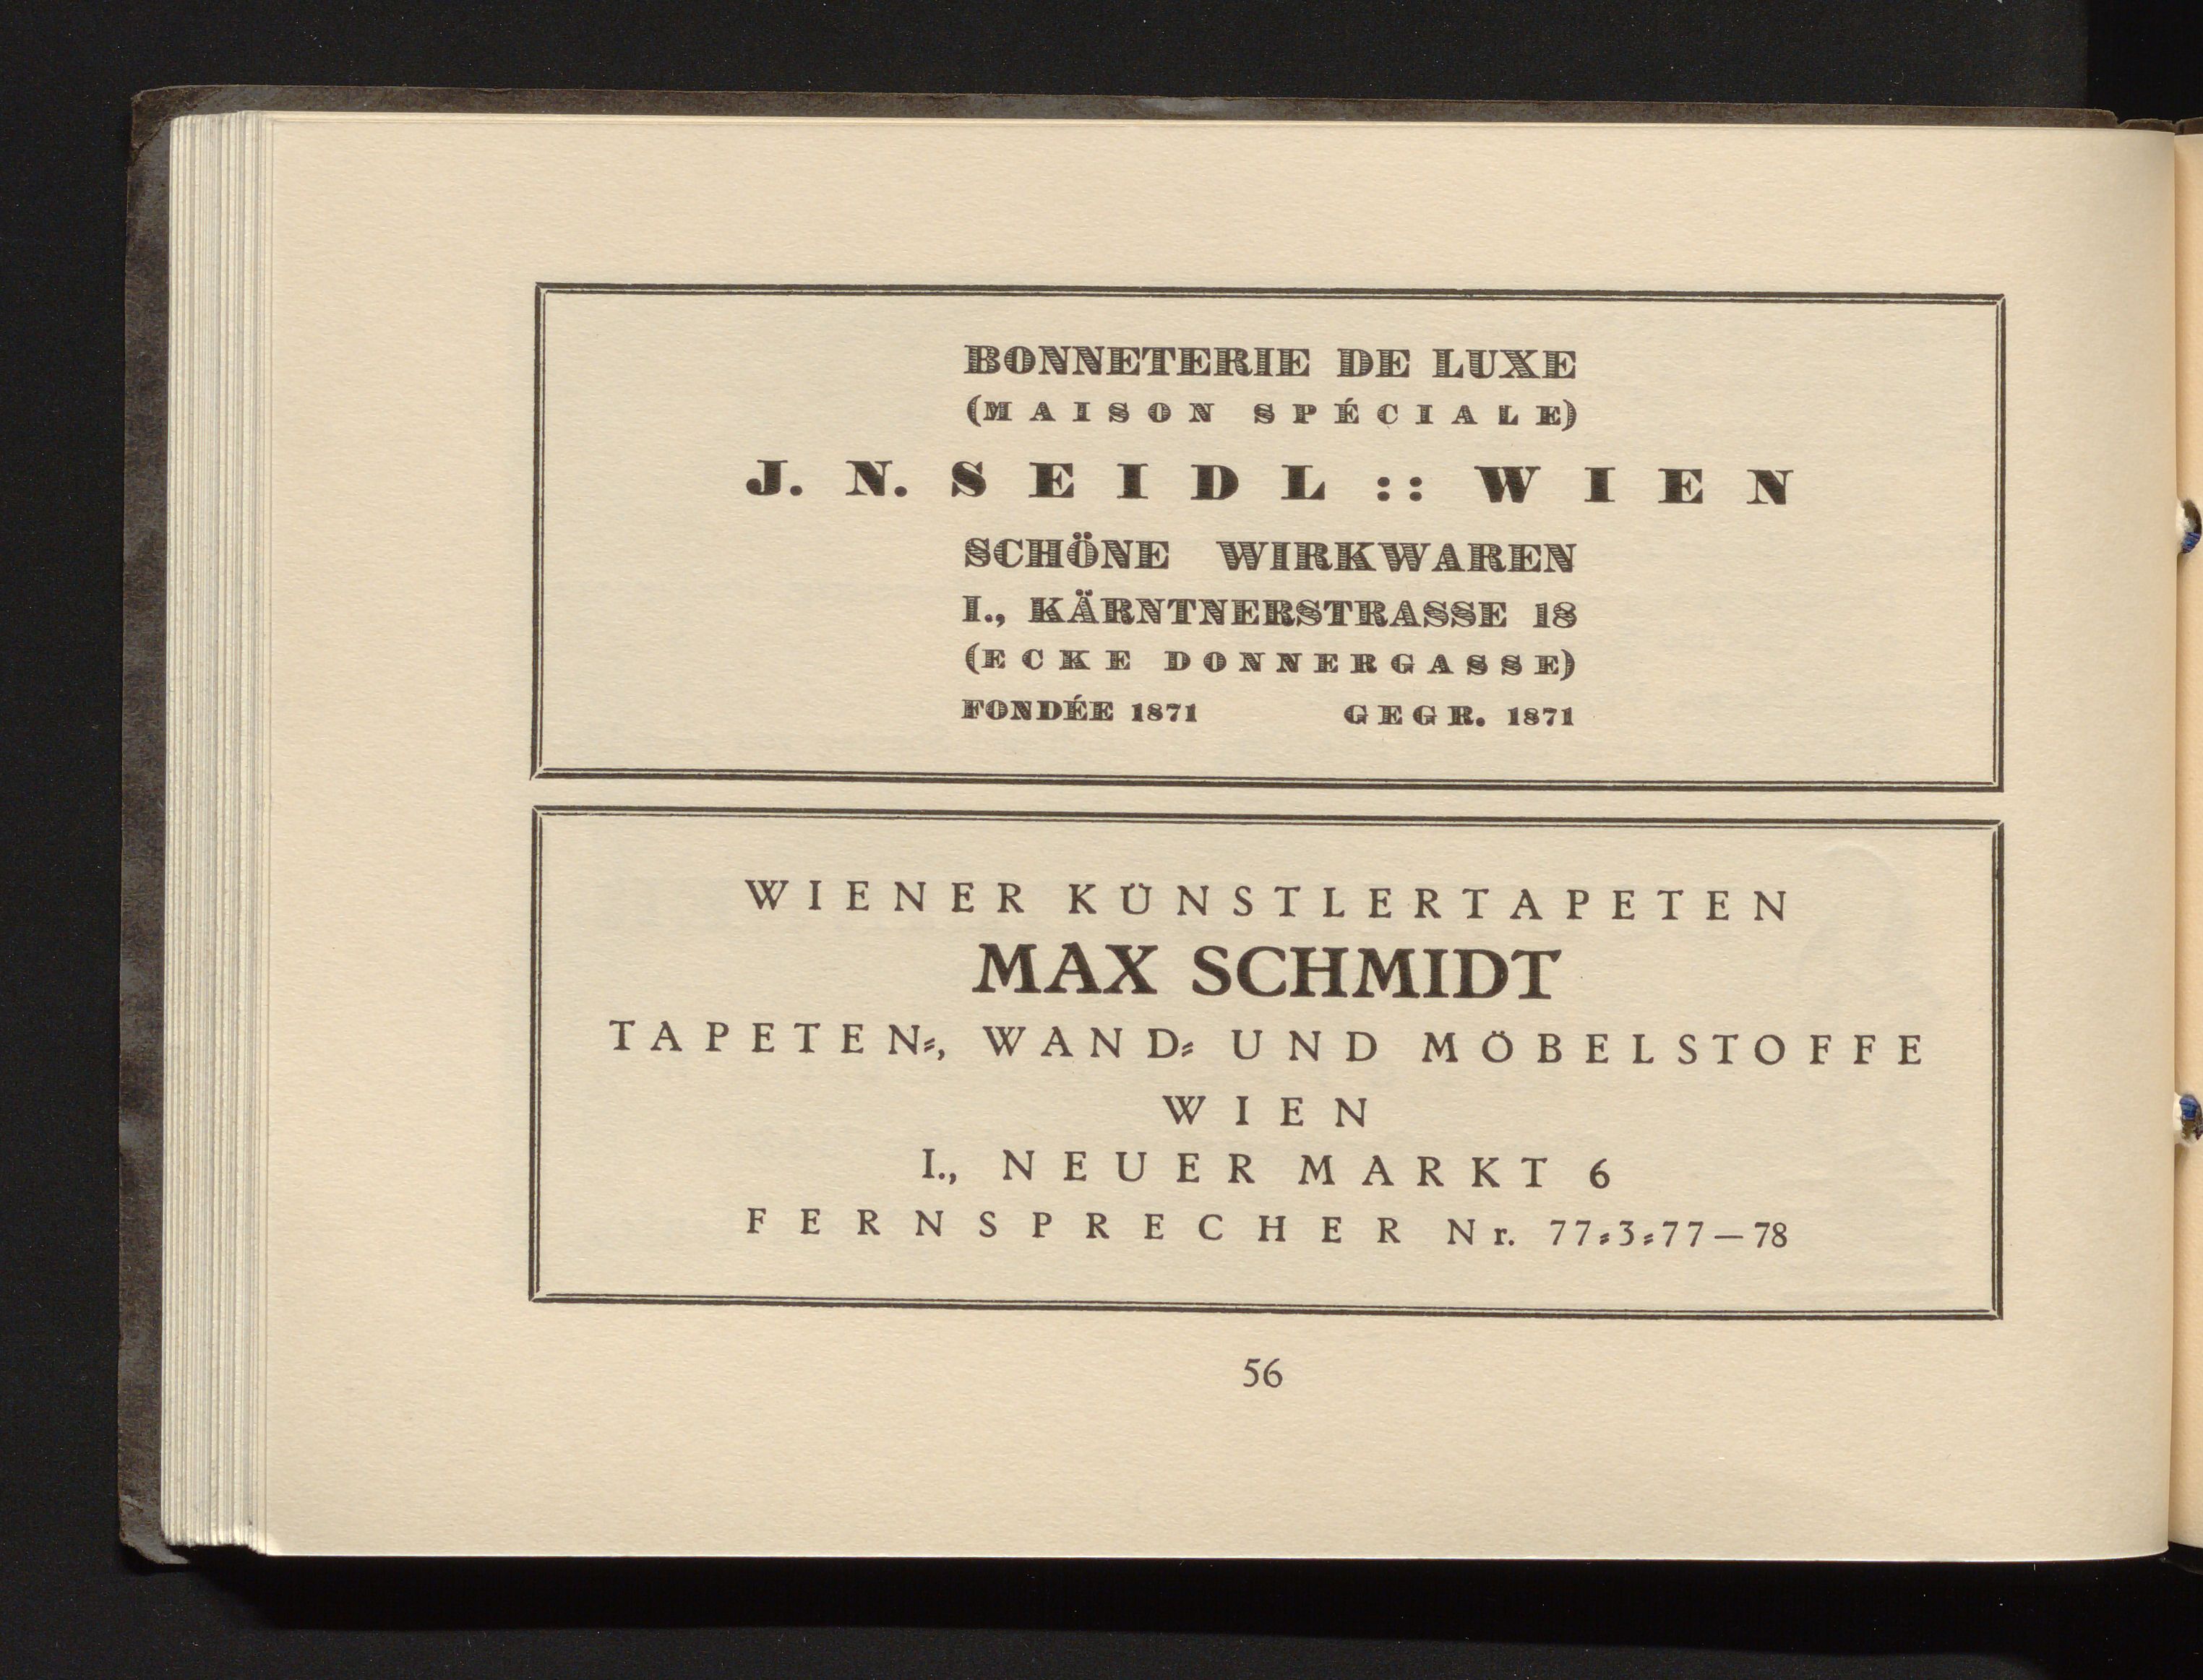 BONNETERIE DE LUXE
(MAISON SPÉCIALE)
J. N. SEIDL :: WIEN
SCHÖNE WIRKWAREN
I., KÄRNTNERSTRASSE 18
(ECKE DONNERGASSE)
FONDÉE 1871 GEGR. 1871
WIENER KÜNSTLERTAPETEN
MAX SCHMIDT
TAPETEN-, WAND- UND MÖBELSTOFFE
WIEN
I., NEUER MARKT 6
FERNSPRECHER Nr. 77-3-77—78
56